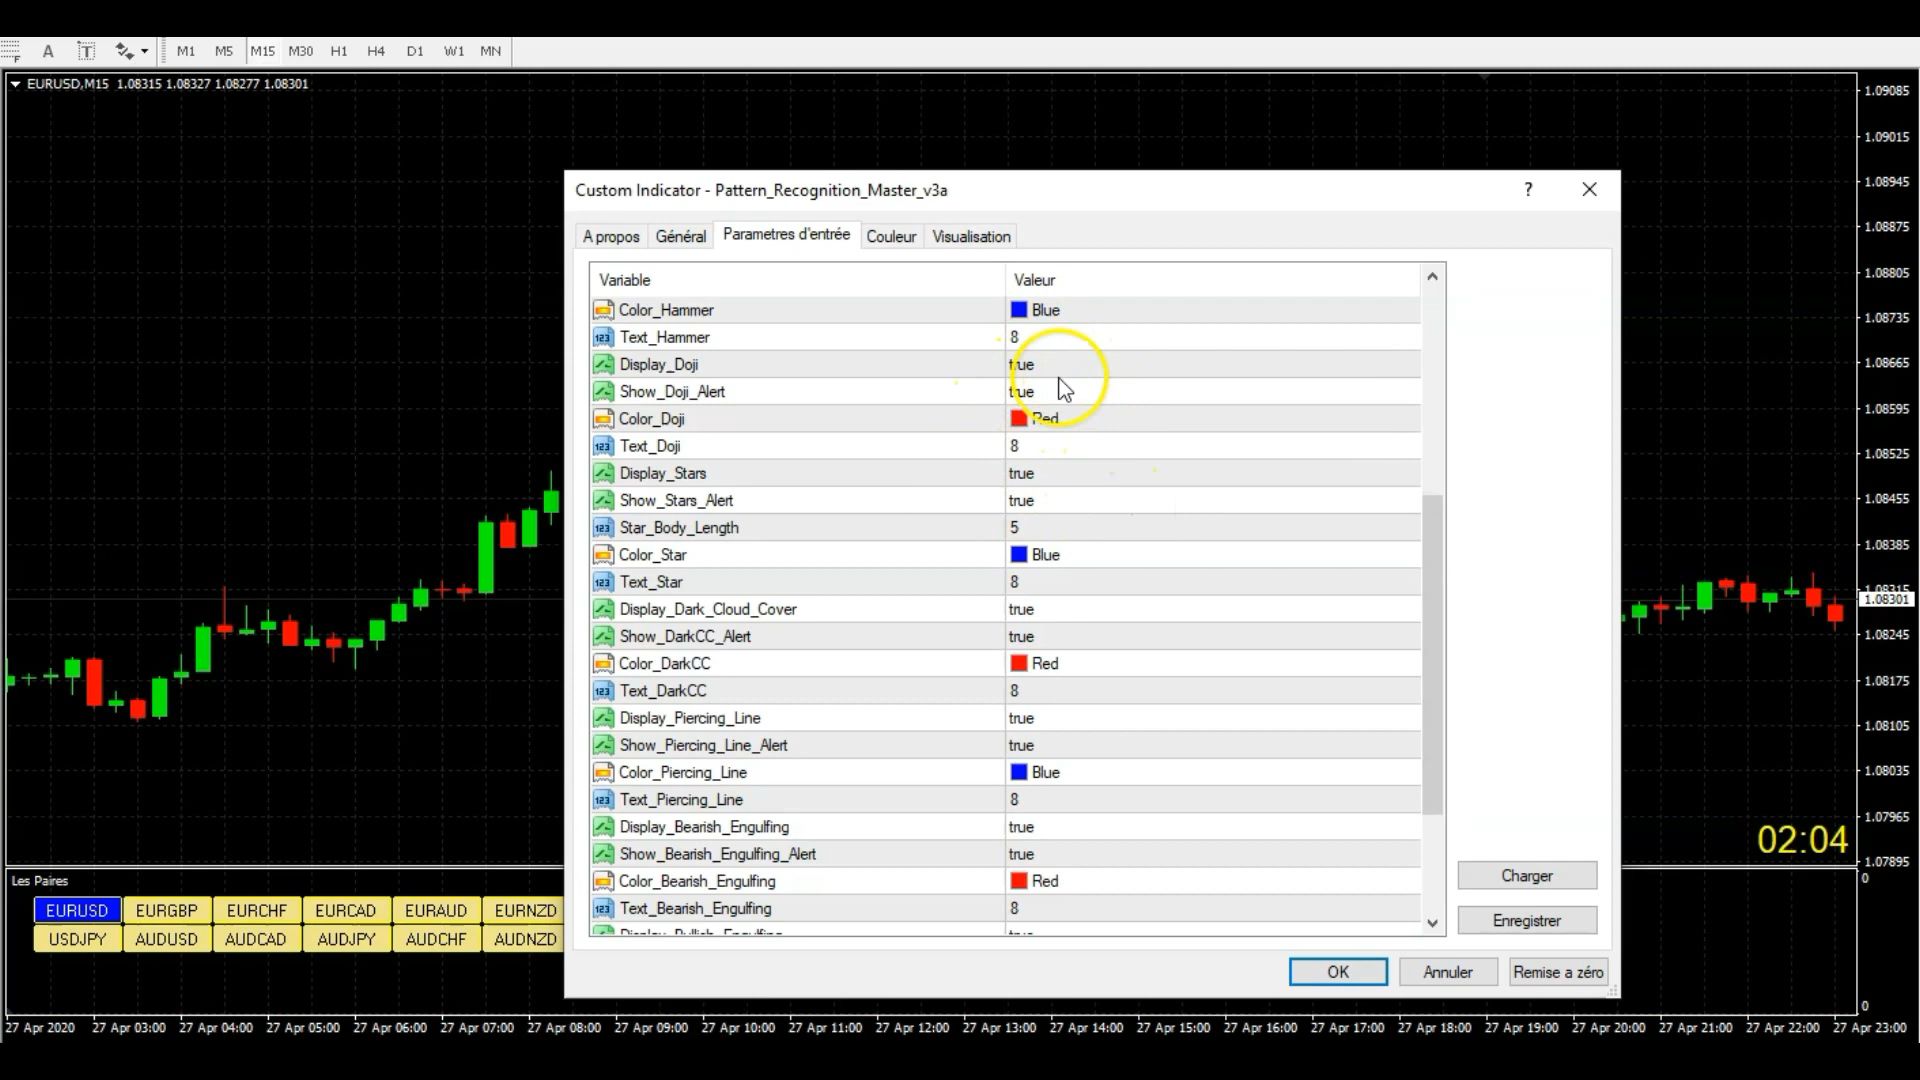 F A T M1 M5 M15 M30 H1 H4 D1 W1 MN
EURUSD,M15 1.08315 1.08327 1.08277 1.08301
1.09085
1.09015
1.08945
1.08875
1.08805
1.08735
1.08665
1.08595
1.08525
1.08455
1.08385
1.08315
1.08301
1.08245
1.08175
1.08105
1.08035
1.07965
1.07895
Custom Indicator - Pattern_Recognition_Master_v3a ?
A propos Général Parametres d'entrée Couleur Visualisation
Variable Valeur
Color_Hammer Blue
123 Text_Hammer 8
Display_Doji true
Show_Doji_Alert true
Color_Doji Red
123 Text_Doji 8
Display_Stars true
Show_Stars_Alert true
123 Star_Body_Length 5
Color_Star Blue
123 Text_Star 8
Display_Dark_Cloud_Cover true
Show_DarkCC_Alert true
Color_DarkCC Red
123 Text_DarkCC 8
Display_Piercing_Line true
Show_Piercing_Line_Alert true
Color_Piercing_Line Blue
123 Text_Piercing_Line 8
Display_Bearish_Engulfing true
Show_Bearish_Engulfing_Alert true
Color_Bearish_Engulfing Red
123 Text_Bearish_Engulfing 8
Charger
Enregistrer
OK Annuler Remise a zéro
02:04
Les Paires
0
EURUSD EURGBP EURCHF EURCAD EURAUD EURNZD
USDJPY AUDUSD AUDCAD AUDJPY AUDCHF AUDNZD
0
27 Apr 2020 27 Apr 03:00 27 Apr 04:00 27 Apr 05:00 27 Apr 06:00 27 Apr 07:00 27 Apr 08:00 27 Apr 09:00 27 Apr 10:00 27 Apr 11:00 27 Apr 12:00 27 Apr 13:00 27 Apr 14:00 27 Apr 15:00 27 Apr 16:00 27 Apr 17:00 27 Apr 18:00 27 Apr 19:00 27 Apr 20:00 27 Apr 21:00 27 Apr 22:00 27 Apr 23:00